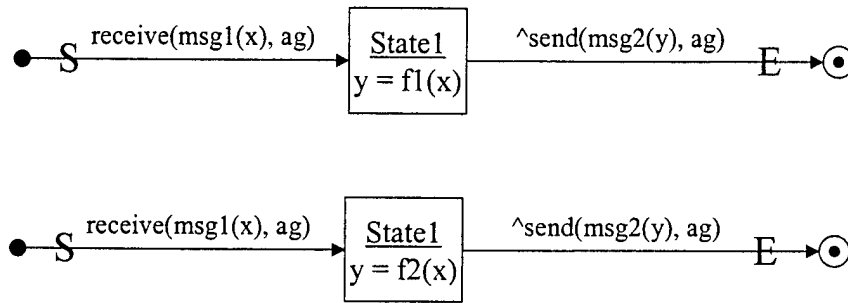 receive(msg1(x), ag)
^send(msg2(y), ag)
S
State1
y = f1(x)
E
receive(msg1(x), ag)
^send(msg2(y), ag)
S
State1
y = f2(x)
E